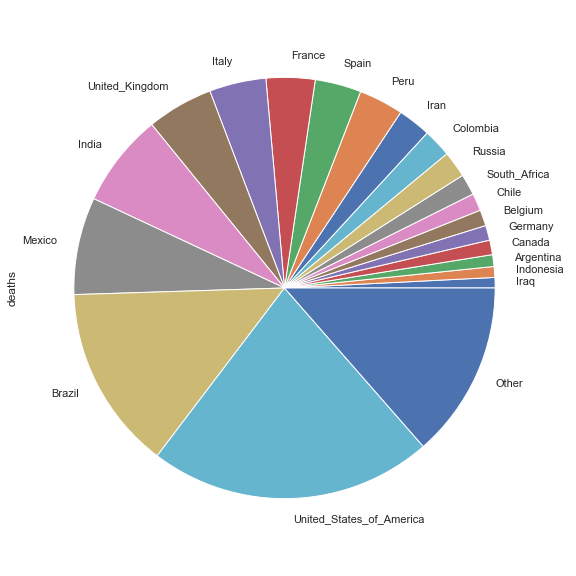 France
Italy
Spain
United_Kingdom
Peru
Iran
Colombia
India
Russia
South_Africa
Chile
Belgium
Germany
Mexico
Canada
Argentina
Indonesia
Iraq
deaths
Other
Brazil
United_States_of_America